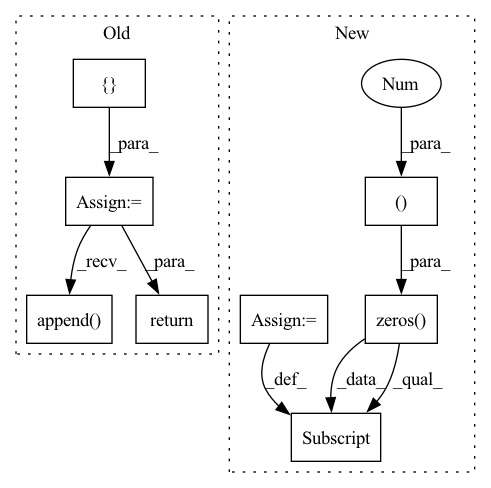 Old
New
{}
Num
_para_
_para_
Assign:=
()
_recv_
_para_
_para_
append()
return
Assign:=
zeros()
_def_
_data_
_qual_
Subscript